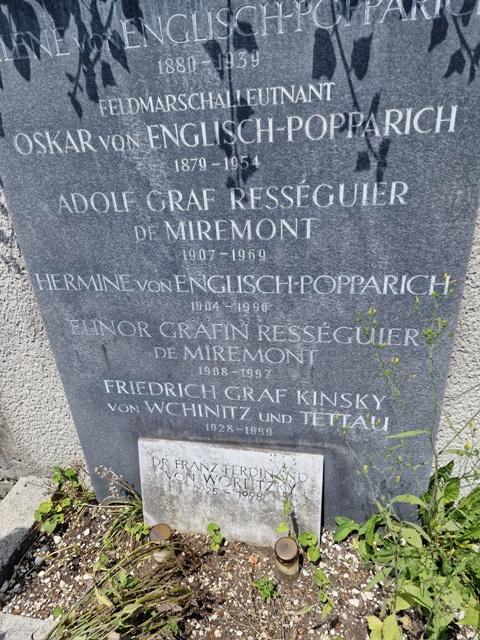 VON ENGLISCH-POPPARICH
1880-1939
FELDMARSCHALLEUTNANT
OSKAR VON ENGLISCH-POPPARICH
1879-1954
ADOLF GRAF RESSÉGUIER
DE MIREMONT
1907-1969
HERMINE VON ENGLISCH-POPPARICH
1904-1996
ELINOR GRÄFIN RESSÉGUIER
DE MIREMONT
1908-1997
FRIEDRICH GRAF KINSKY
VON WCHINITZ UND TETTAU
1928-1999
DR FRANZ FERDINAND
VON WÖRLITZ